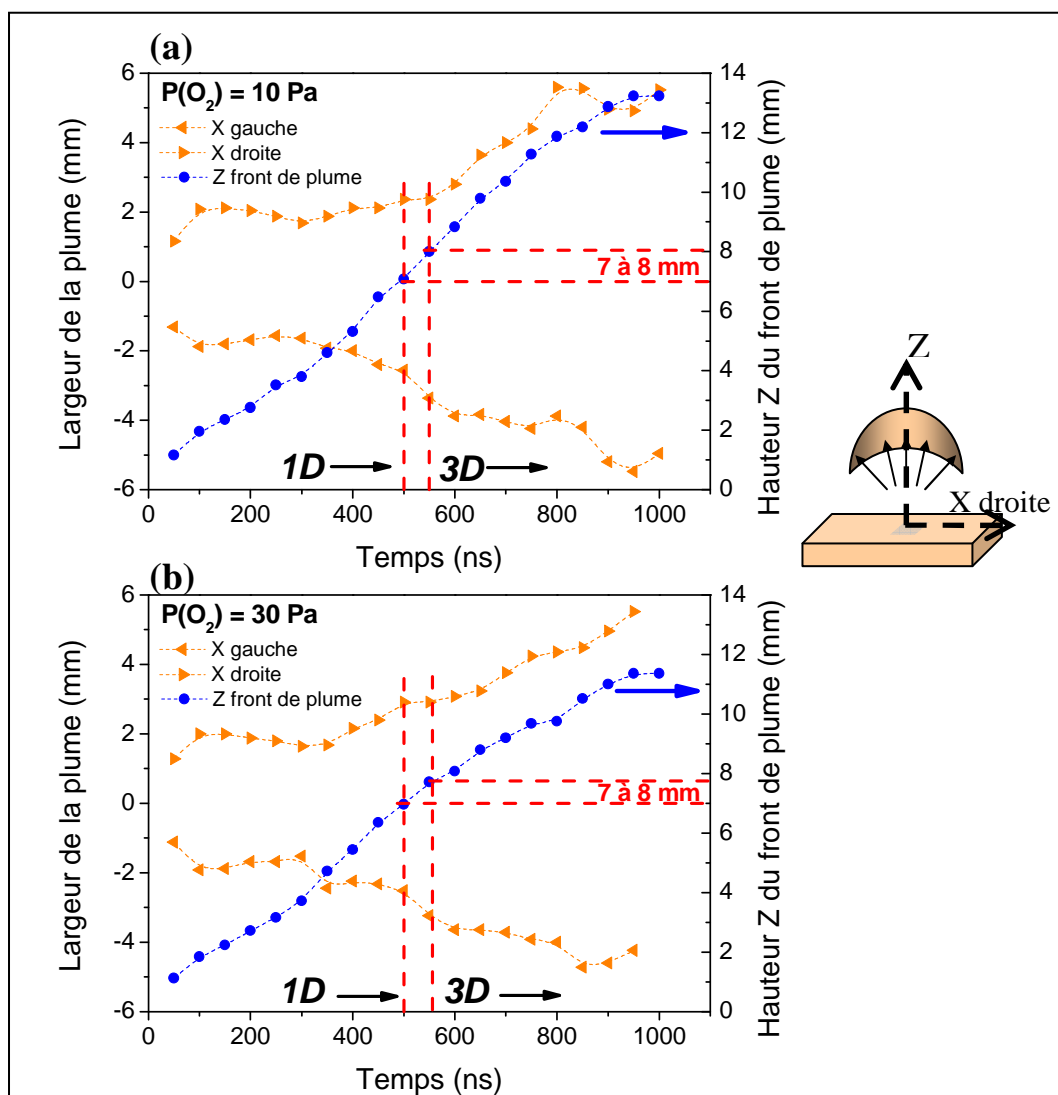 (a)
P(O2) = 10 Pa
X gauche
X droite
Z front de plume
7 à 8 mm
1D
3D
6
4
2
0
-2
-4
-6
Largeur de la plume (mm)
14
12
10
8
6
4
2
0
Hauteur Z du front de plume (mm)
0 200 400 600 800 1000
Temps (ns)
Z
X droite
(b)
P(O2) = 30 Pa
X gauche
X droite
Z front de plume
7 à 8 mm
1D
3D
6
4
2
0
-2
-4
-6
Largeur de la plume (mm)
14
12
10
8
6
4
2
0
Hauteur Z du front de plume (mm)
0 200 400 600 800 1000
Temps (ns)